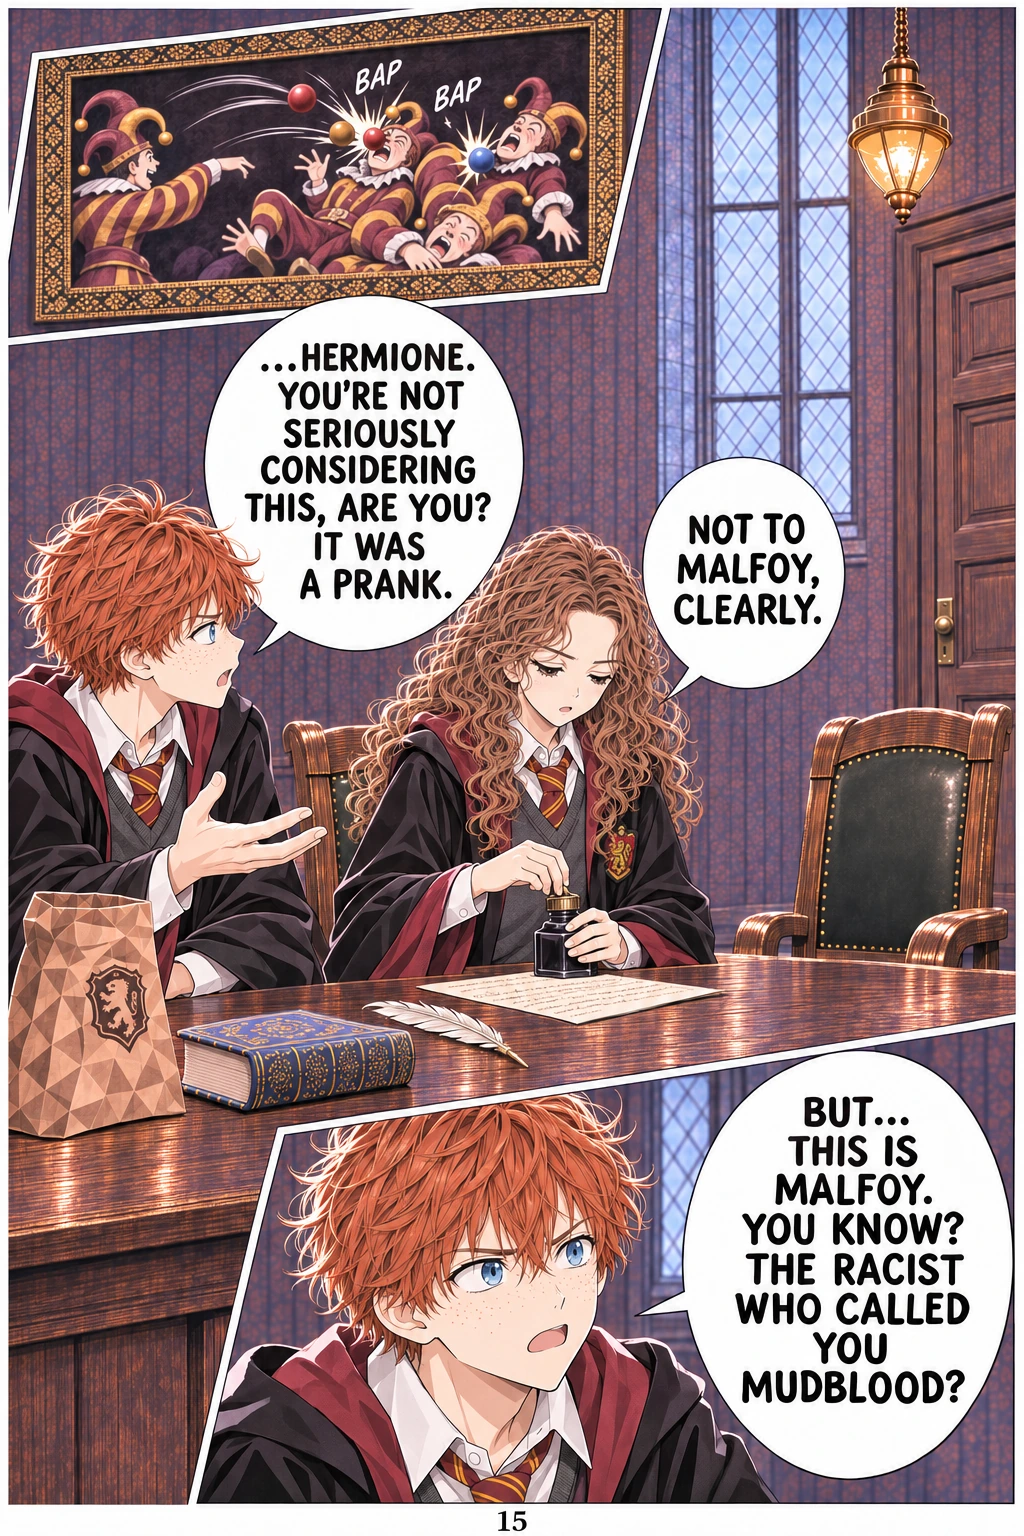 BAP
BAP
...HERMIONE.
YOU'RE NOT
SERIOUSLY
CONSIDERING
THIS, ARE YOU?
IT WAS
A PRANK.
NOT TO
MALFOY,
CLEARLY.
BUT...
THIS IS
MALFOY.
YOU KNOW?
THE RACIST
WHO CALLED
YOU
MUDBLOOD?
15